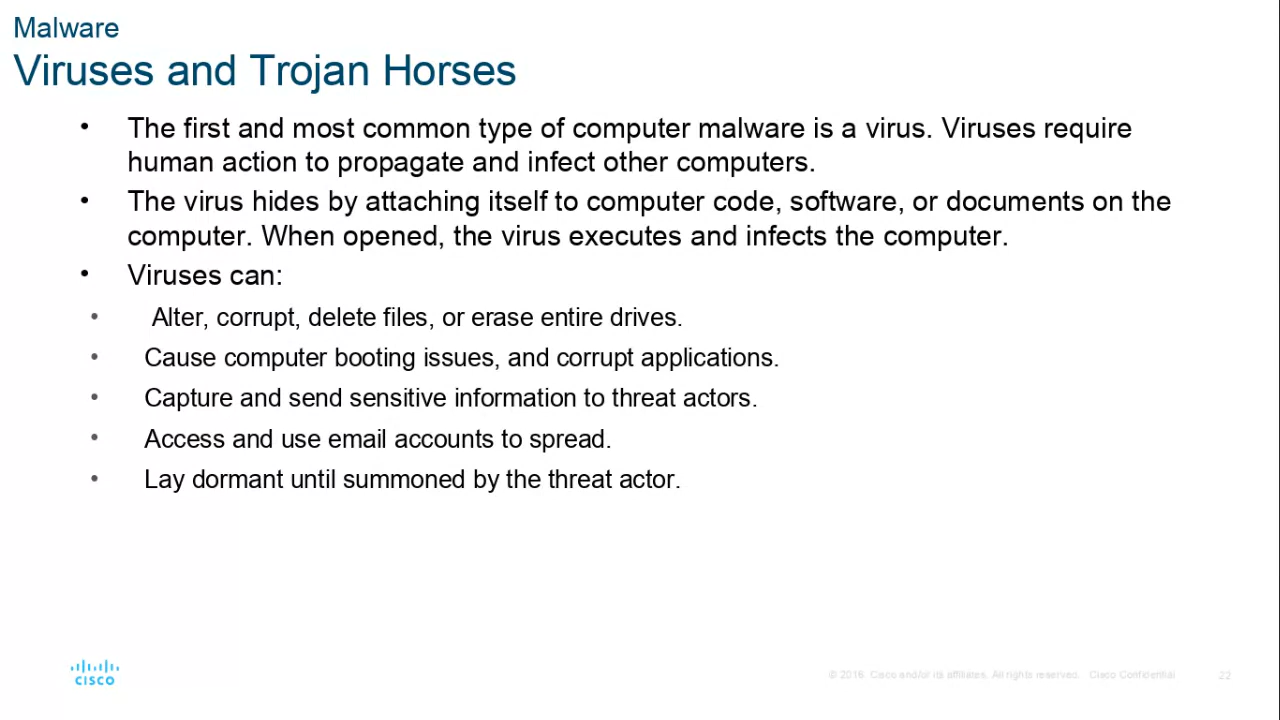 Malware
Viruses and Trojan Horses
• The first and most common type of computer malware is a virus. Viruses require
human action to propagate and infect other computers.
• The virus hides by attaching itself to computer code, software, or documents on the
computer. When opened, the virus executes and infects the computer.
• Viruses can:
• Alter, corrupt, delete files, or erase entire drives.
• Cause computer booting issues, and corrupt applications.
• Capture and send sensitive information to threat actors.
• Access and use email accounts to spread.
• Lay dormant until summoned by the threat actor.
CISCO
© 2016. Cisco and/or its affiliates. All rights reserved. Cisco Confidential 22